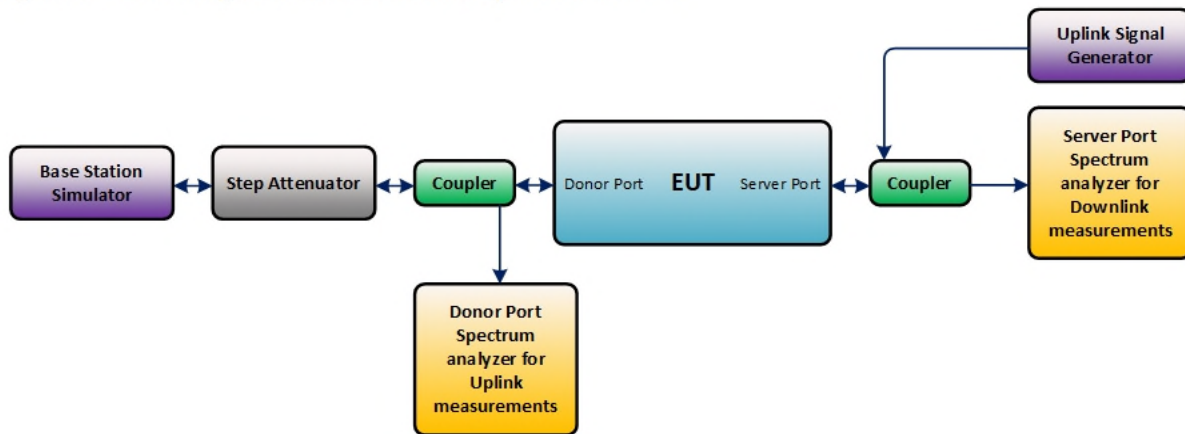 Uplink Signal
Generator
Base Station
Simulator
Step Attenuator
Coupler
Donor Port
EUT
Server Port
Coupler
Server Port
Spectrum
analyzer for
Downlink
measurements
Donor Port
Spectrum
analyzer for
Uplink
measurements